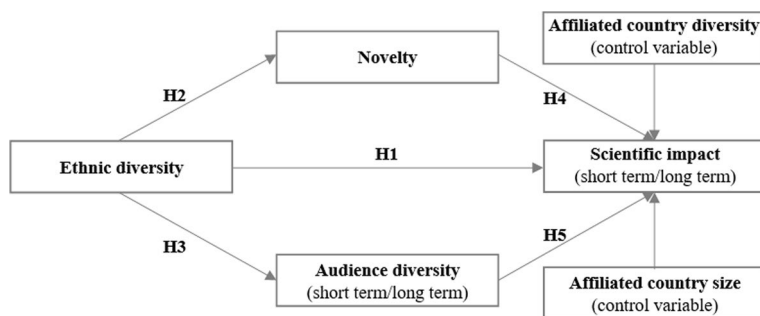 Affiliated country diversity
(control variable)
Novelty
H2
H4
H1
Ethnic diversity
Scientific impact
(short term/long term)
H3
H5
Audience diversity
(short term/long term)
Affiliated country size
(control variable)